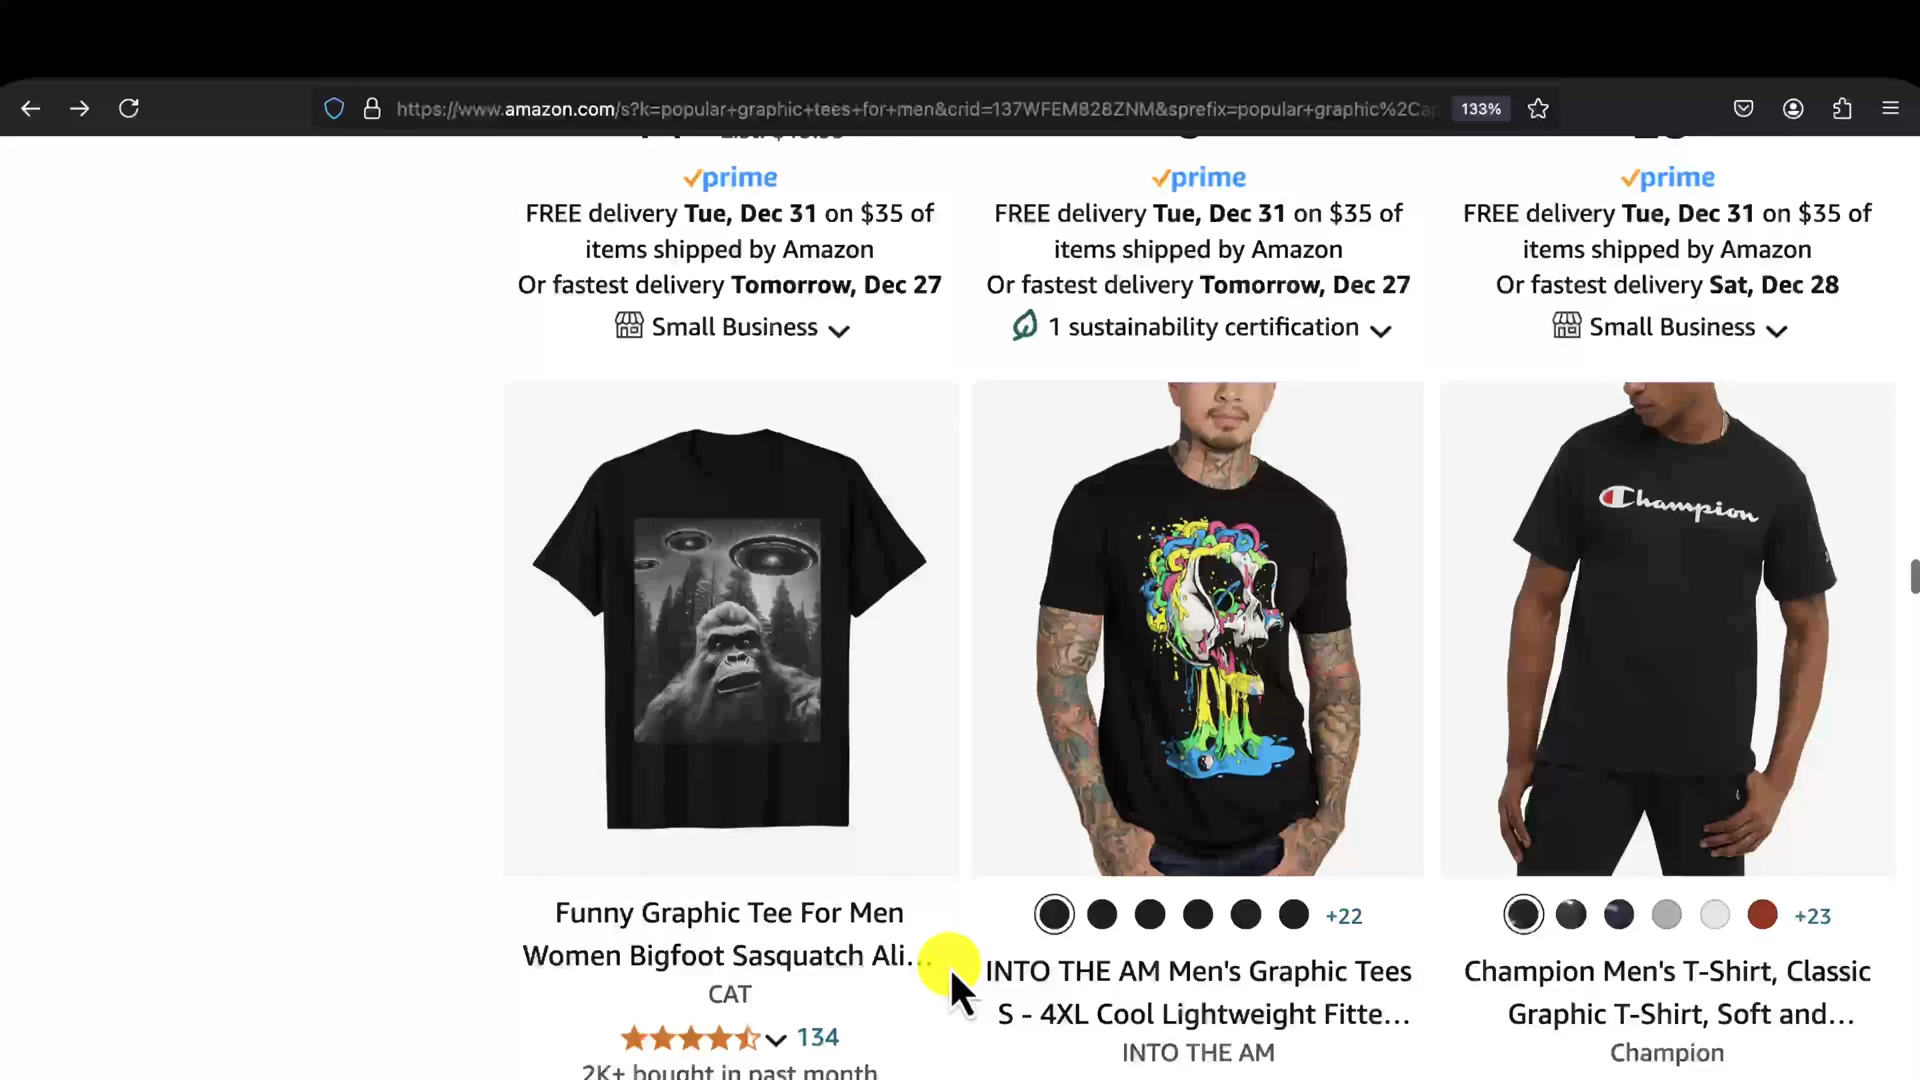 https://www.amazon.com/s?k=popular+graphic+tees+for+men&crid=137WFEM828ZNM&sprefix=popular+graphic%2Cap
133%
prime
FREE delivery Tue, Dec 31 on $35 of
items shipped by Amazon
Or fastest delivery Tomorrow, Dec 27
Small Business
prime
FREE delivery Tue, Dec 31 on $35 of
items shipped by Amazon
Or fastest delivery Tomorrow, Dec 27
1 sustainability certification
prime
FREE delivery Tue, Dec 31 on $35 of
items shipped by Amazon
Or fastest delivery Sat, Dec 28
Small Business
Funny Graphic Tee For Men
Women Bigfoot Sasquatch Ali...
CAT
134
2K+ bought in past month
+22
INTO THE AM Men's Graphic Tees
S - 4XL Cool Lightweight Fitte...
INTO THE AM
Champion
+23
Champion Men's T-Shirt, Classic
Graphic T-Shirt, Soft and...
Champion